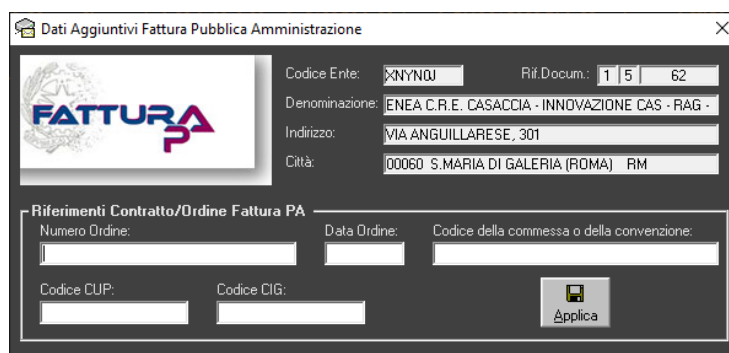 Dati Aggiuntivi Fattura Pubblica Amministrazione
FATTURA
PA
Codice Ente: XNYN0J Rif.Docum.: 1 5 62
Denominazione: ENEA C.R.E. CASACCIA - INNOVAZIONE CAS - RAG -
Indirizzo: VIA ANGUILLARESE, 301
Città: 00060 S.MARIA DI GALERIA (ROMA) RM
Riferimenti Contratto/Ordine Fattura PA
Numero Ordine: Data Ordine: Codice della commessa o della convenzione:
Codice CUP: Codice CIG:
Applica